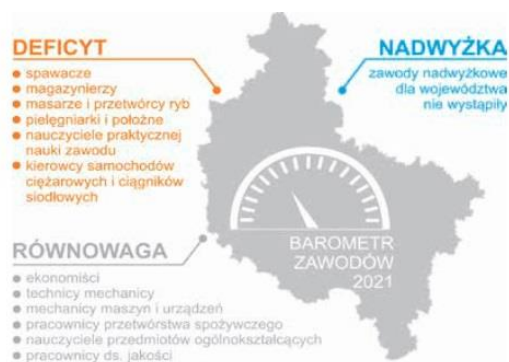 DEFICYT
spawacze
magazynierzy
masarze i przetwórcy ryb
pielęgniarki i położne
nauczyciele praktycznej
nauki zawodu
kierowcy samochodów
ciężarowych i ciągników
siodłowych
NADWYŻKA
zawody nadwyżkowe
dla województwa
nie wystąpiły
BAROMETR
ZAWODÓW
2021
RÓWNOWAGA
ekonomiści
technicy mechanicy
mechanicy maszyn i urządzeń
pracownicy przetwórstwa spożywczego
nauczyciele przedmiotów ogólnokształcących
pracownicy ds. jakości